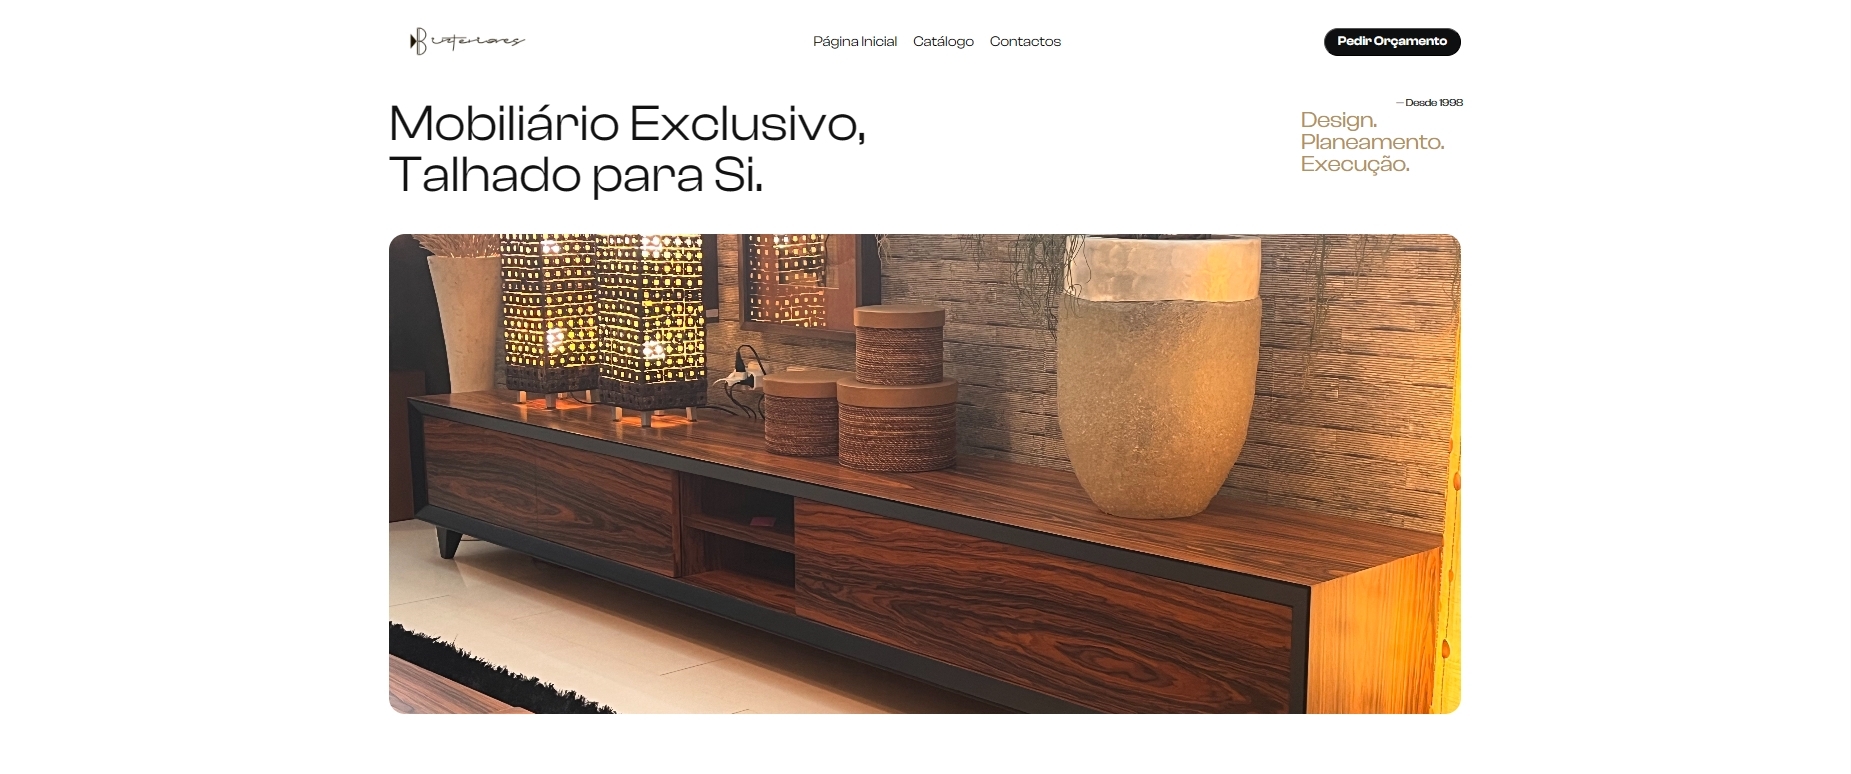 B interiores
Página Inicial
Catálogo
Contactos
Pedir Orçamento
Mobiliário Exclusivo,
Talhado para Si.
— Desde 1998
Design.
Planeamento.
Execução.